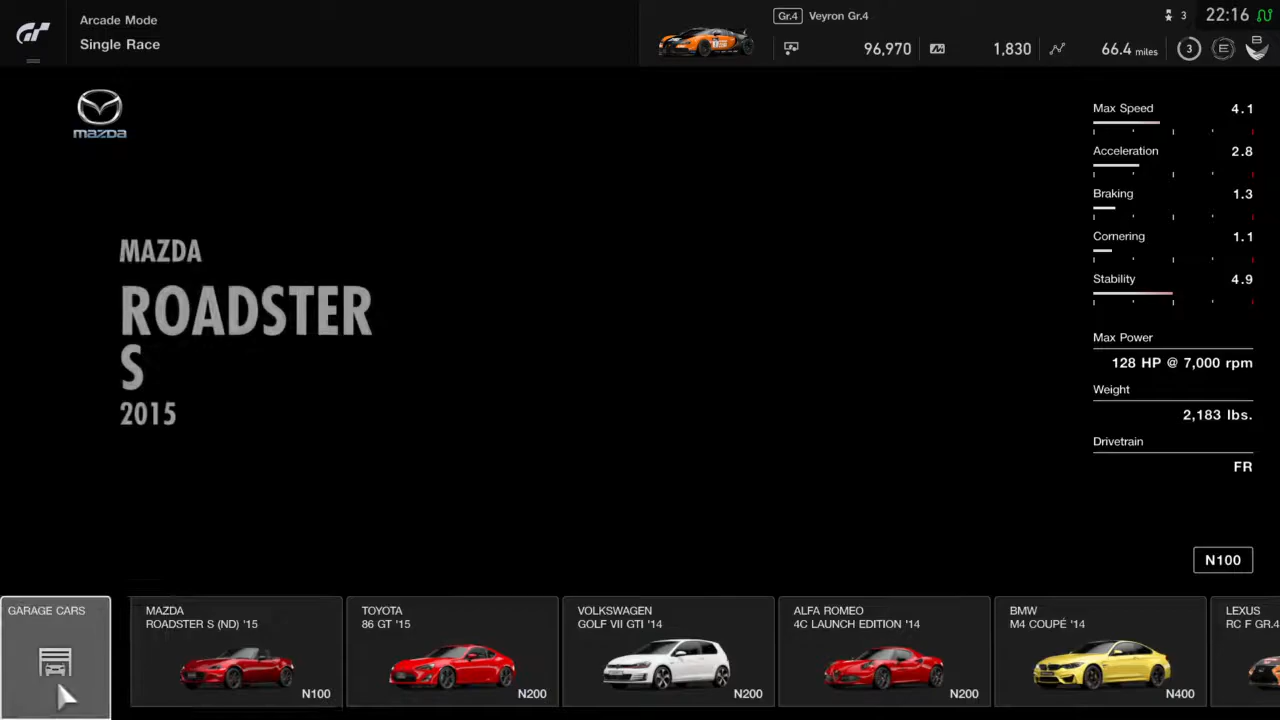 Arcade Mode
Single Race
Gr.4 Veyron Gr.4
3
22:16
96,970
1,830
66.4 miles
3
E
B
mazda
MAZDA
ROADSTER
S
2015
Max Speed 4.1
Acceleration 2.8
Braking 1.3
Cornering 1.1
Stability 4.9
Max Power
128 HP @ 7,000 rpm
Weight
2,183 lbs.
Drivetrain
FR
N100
GARAGE CARS
MAZDA
ROADSTER S (ND) '15
N100
TOYOTA
86 GT '15
N200
VOLKSWAGEN
GOLF VII GTI '14
N200
ALFA ROMEO
4C LAUNCH EDITION '14
N200
BMW
M4 COUPÉ '14
N400
LEXUS
RC F GR.4